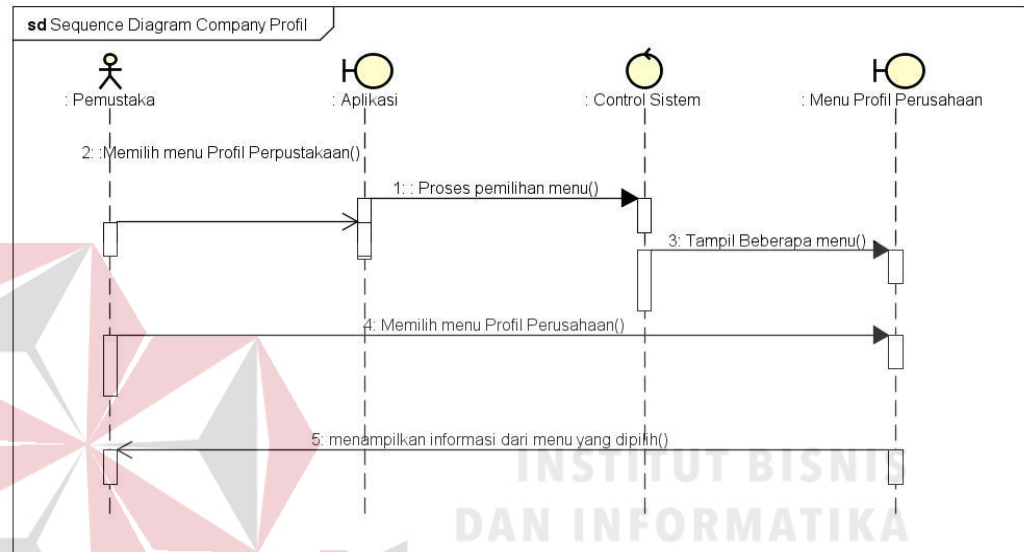 sd Sequence Diagram Company Profil
: Pemustaka
: Aplikasi
: Control Sistem
: Menu Profil Perusahaan
2: :Memilih menu Profil Perpustakaan()
1: : Proses pemilihan menu()
3: Tampil Beberapa menu()
4: Memilih menu Profil Perusahaan()
5: menampilkan informasi dari menu yang dipilih()
INSTITUT BISNIS
DAN INFORMATIKA